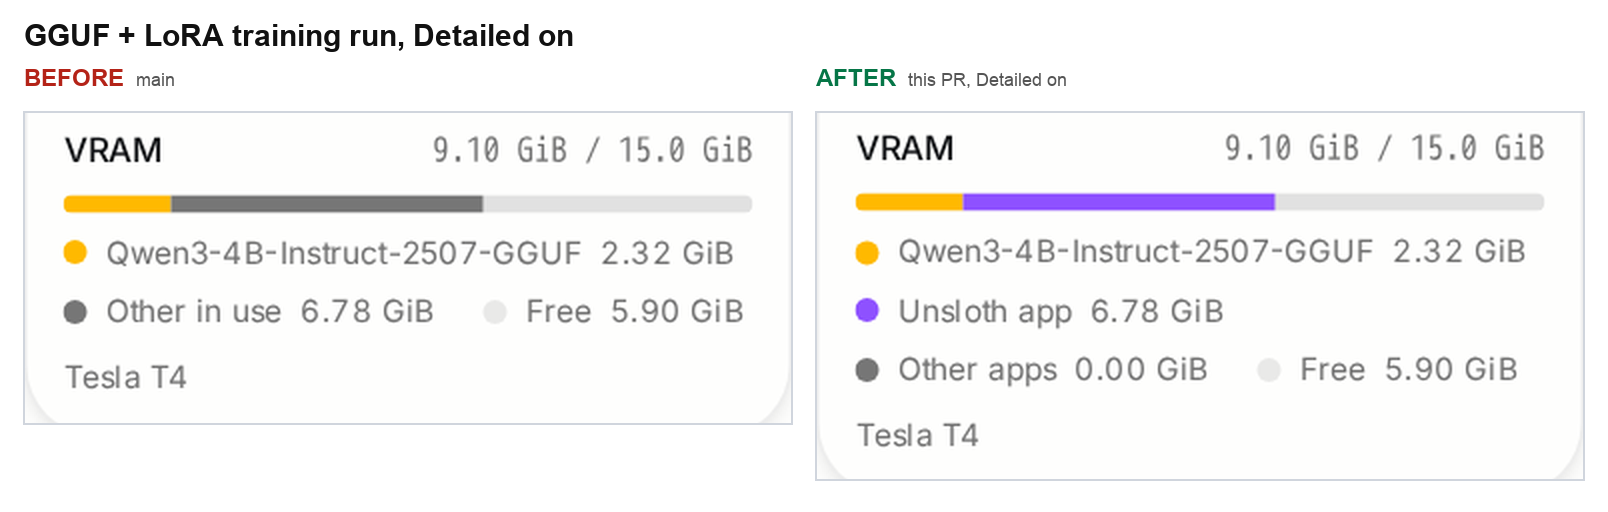 GGUF + LoRA training run, Detailed on
BEFORE main
VRAM 9.10 GiB / 15.0 GiB
Qwen3-4B-Instruct-2507-GGUF 2.32 GiB
Other in use 6.78 GiB Free 5.90 GiB
Tesla T4
AFTER this PR, Detailed on
VRAM 9.10 GiB / 15.0 GiB
Qwen3-4B-Instruct-2507-GGUF 2.32 GiB
Unsloth app 6.78 GiB
Other apps 0.00 GiB Free 5.90 GiB
Tesla T4